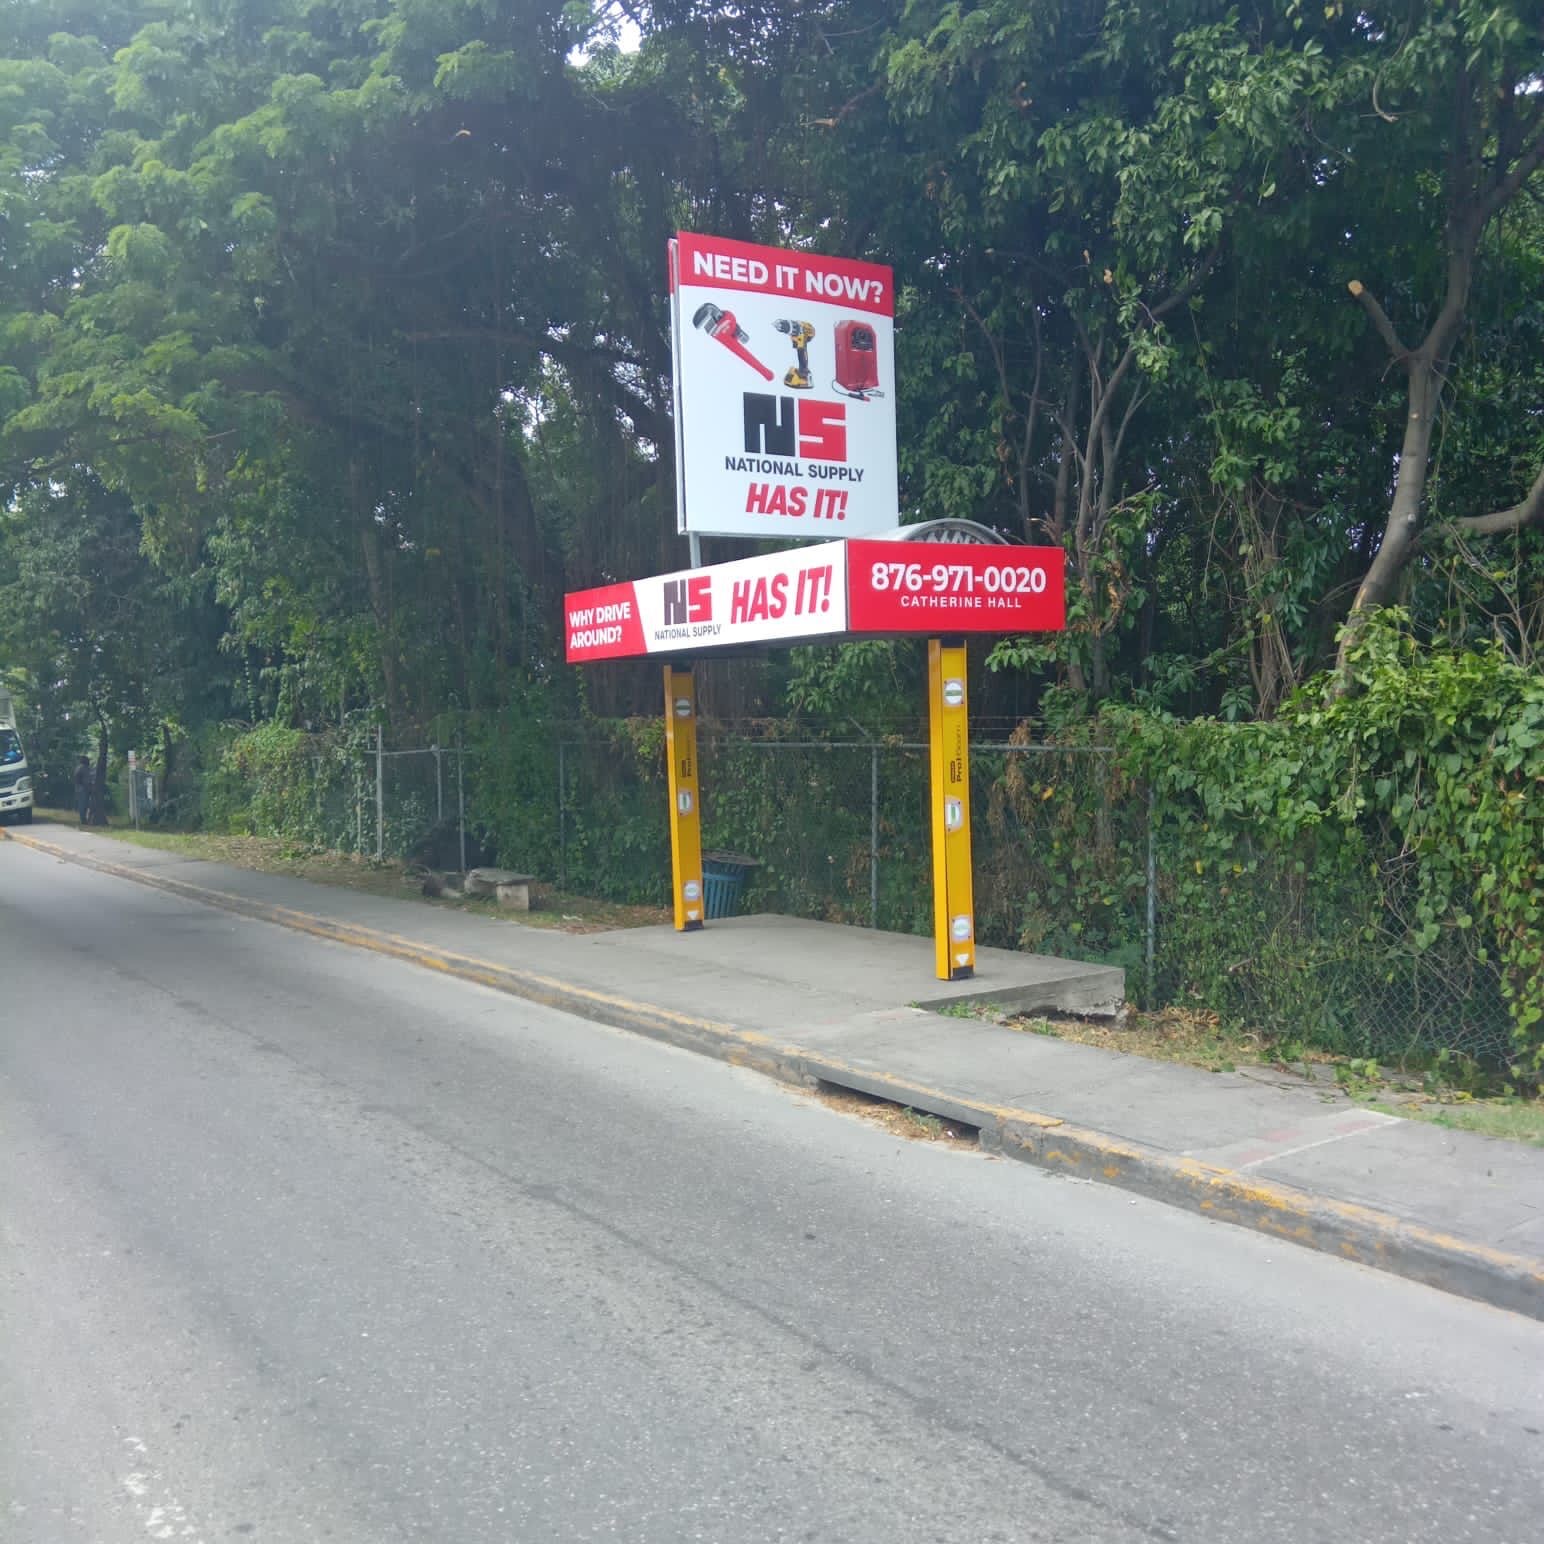 NEED IT NOW?
NS
NATIONAL SUPPLY
HAS IT!
WHY DRIVE
AROUND?
NS
NATIONAL SUPPLY
HAS IT!
876-971-0020
CATHERINE HALL